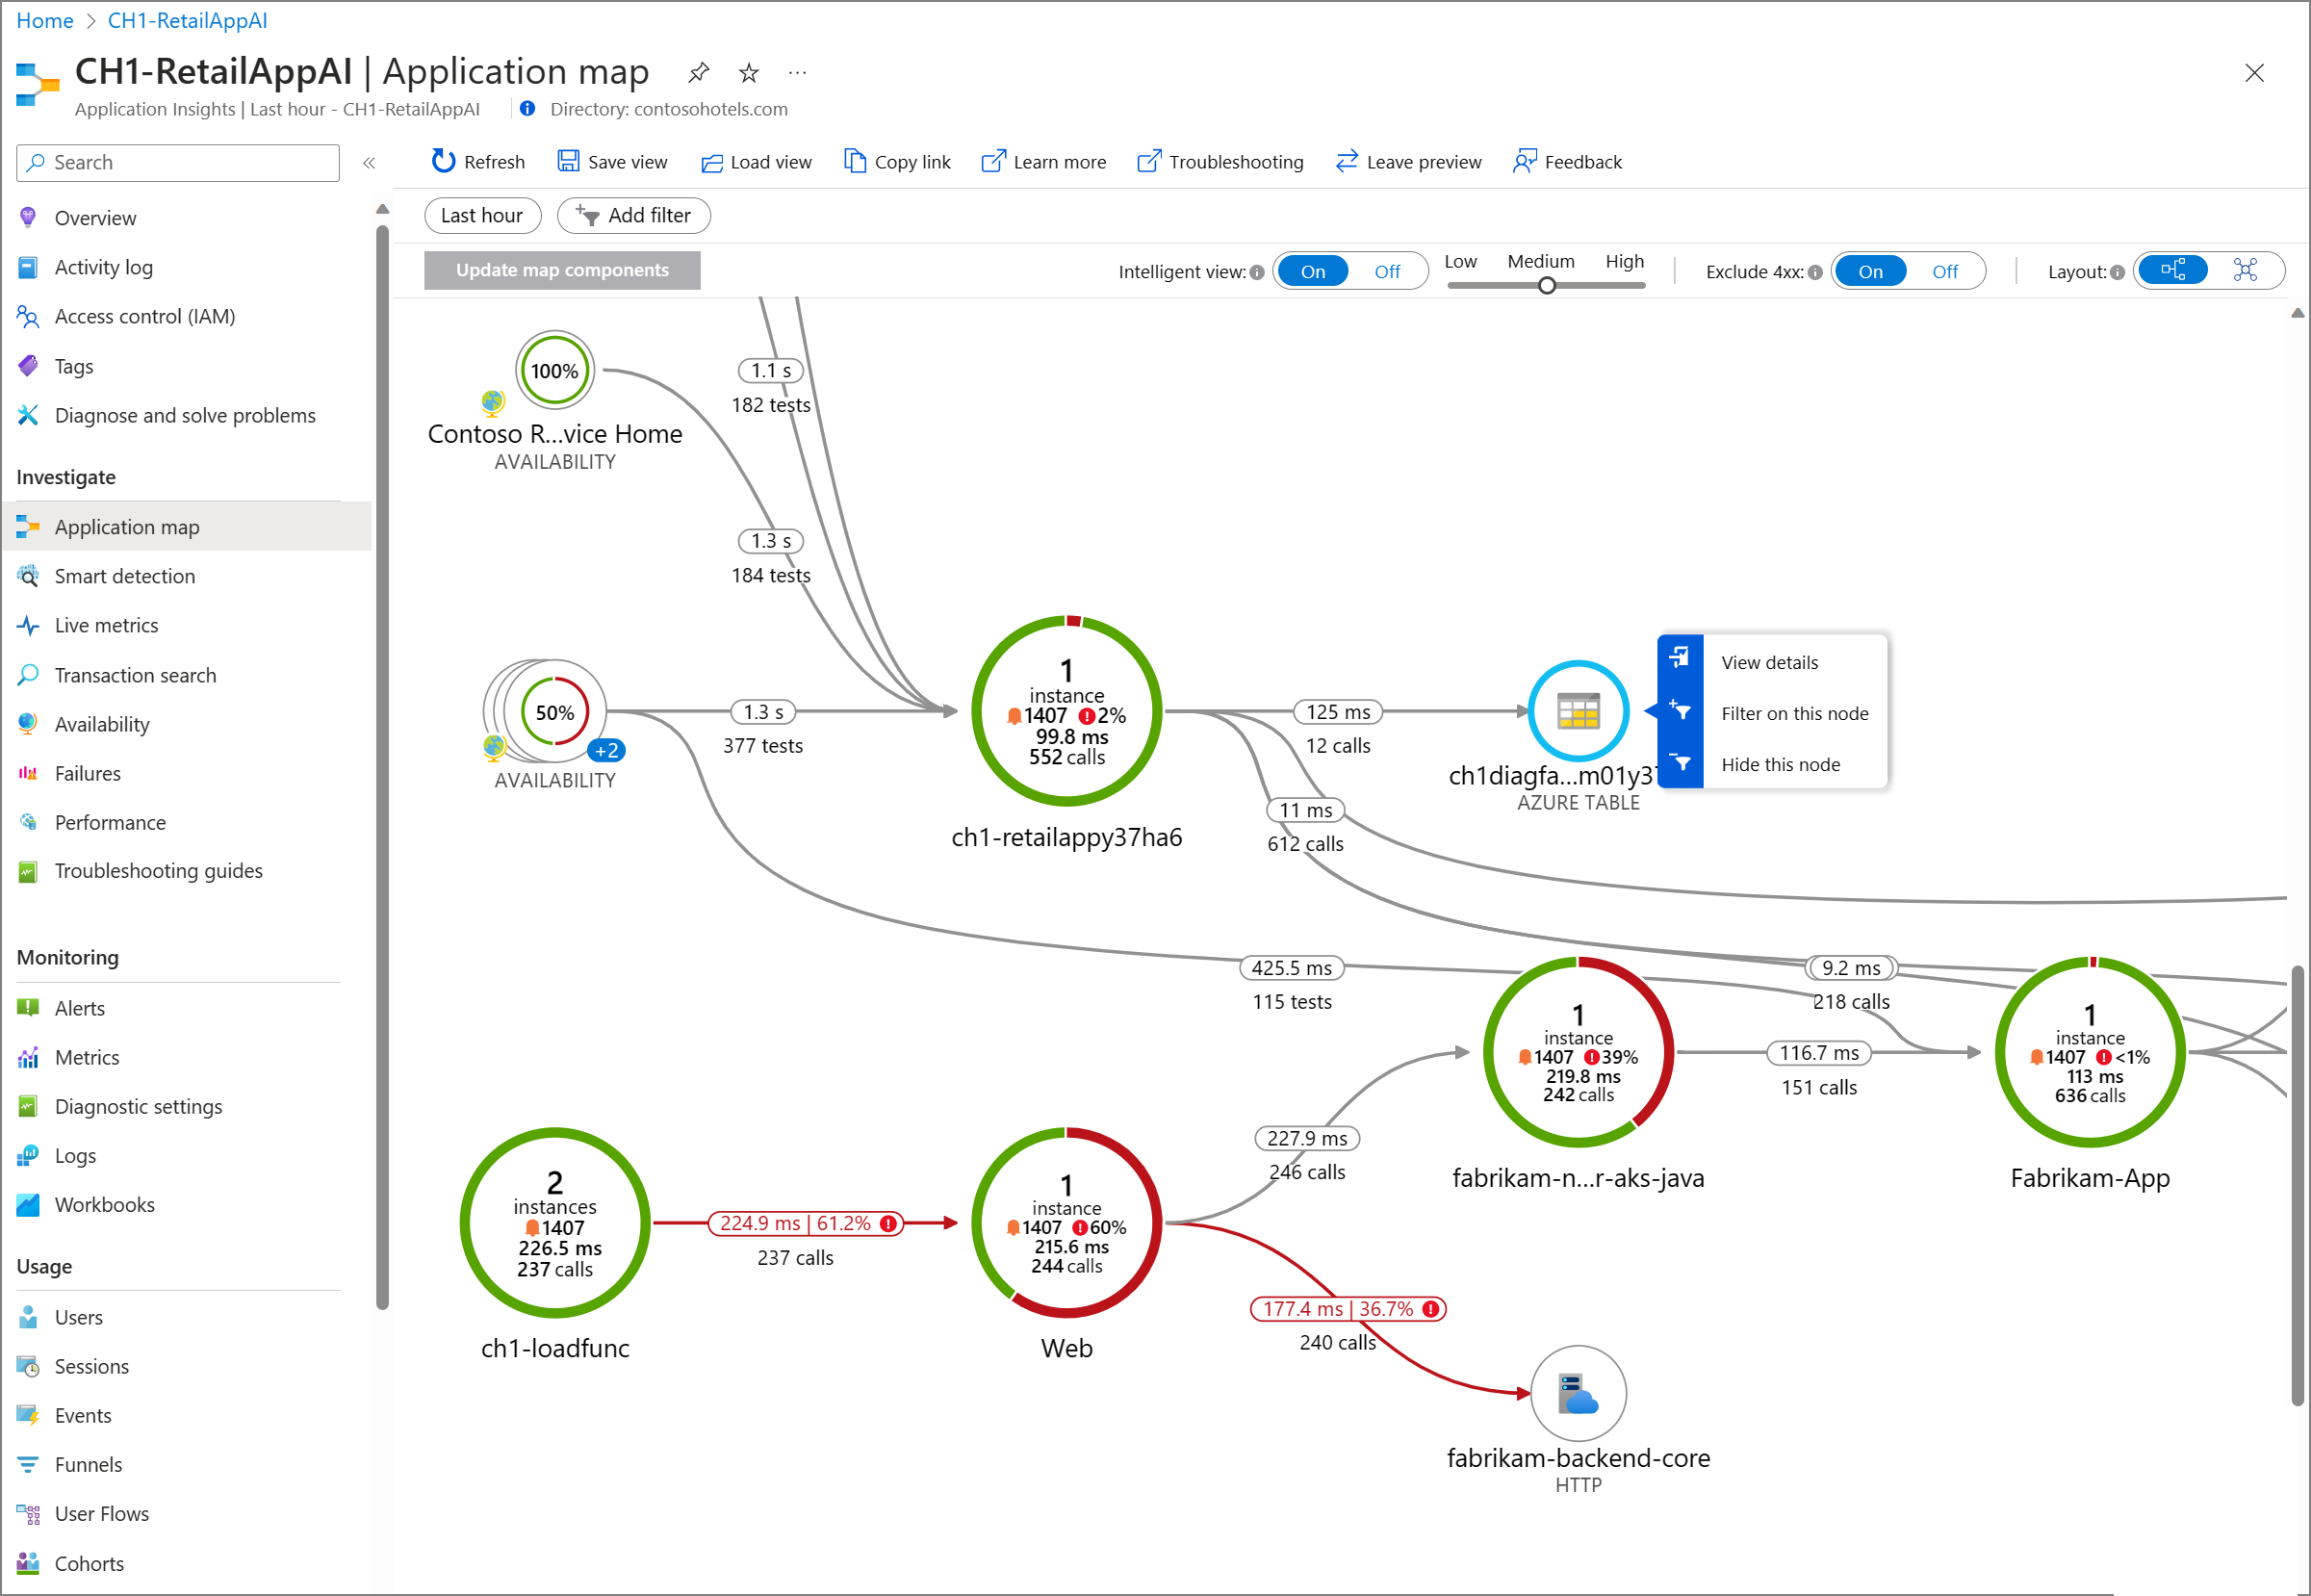 Home > CH1-RetailAppAI
CH1-RetailAppAI | Application map ...
Application Insights | Last hour - CH1-RetailAppAI
Directory: contosohotels.com
Search
Refresh
Save view
Load view
Copy link
Learn more
Troubleshooting
Leave preview
Feedback
Overview
Activity log
Access control (IAM)
Tags
Diagnose and solve problems
Investigate
Application map
Smart detection
Live metrics
Transaction search
Availability
Failures
Performance
Troubleshooting guides
Monitoring
Alerts
Metrics
Diagnostic settings
Logs
Workbooks
Usage
Users
Sessions
Events
Funnels
User Flows
Cohorts
Last hour
Add filter
Update map components
Intelligent view:
On
Off
Low
Medium
High
Exclude 4xx:
On
Off
Layout:
100%
Contoso R...vice Home
AVAILABILITY
1.1 s
182 tests
1.3 s
184 tests
50%
+2
AVAILABILITY
1.3 s
377 tests
1
instance
1407 2%
99.8 ms
552 calls
ch1-retailappy37ha6
125 ms
12 calls
11 ms
612 calls
ch1diagfa...m01y37
AZURE TABLE
View details
Filter on this node
Hide this node
425.5 ms
115 tests
9.2 ms
218 calls
1
instance
1407 39%
219.8 ms
242 calls
fabrikam-n...r-aks-java
116.7 ms
151 calls
1
instance
1407 <1%
113 ms
636 calls
Fabrikam-App
2
instances
1407
226.5 ms
237 calls
ch1-loadfunc
224.9 ms | 61.2%
237 calls
1
instance
1407 60%
215.6 ms
244 calls
Web
227.9 ms
246 calls
177.4 ms | 36.7%
240 calls
fabrikam-backend-core
HTTP